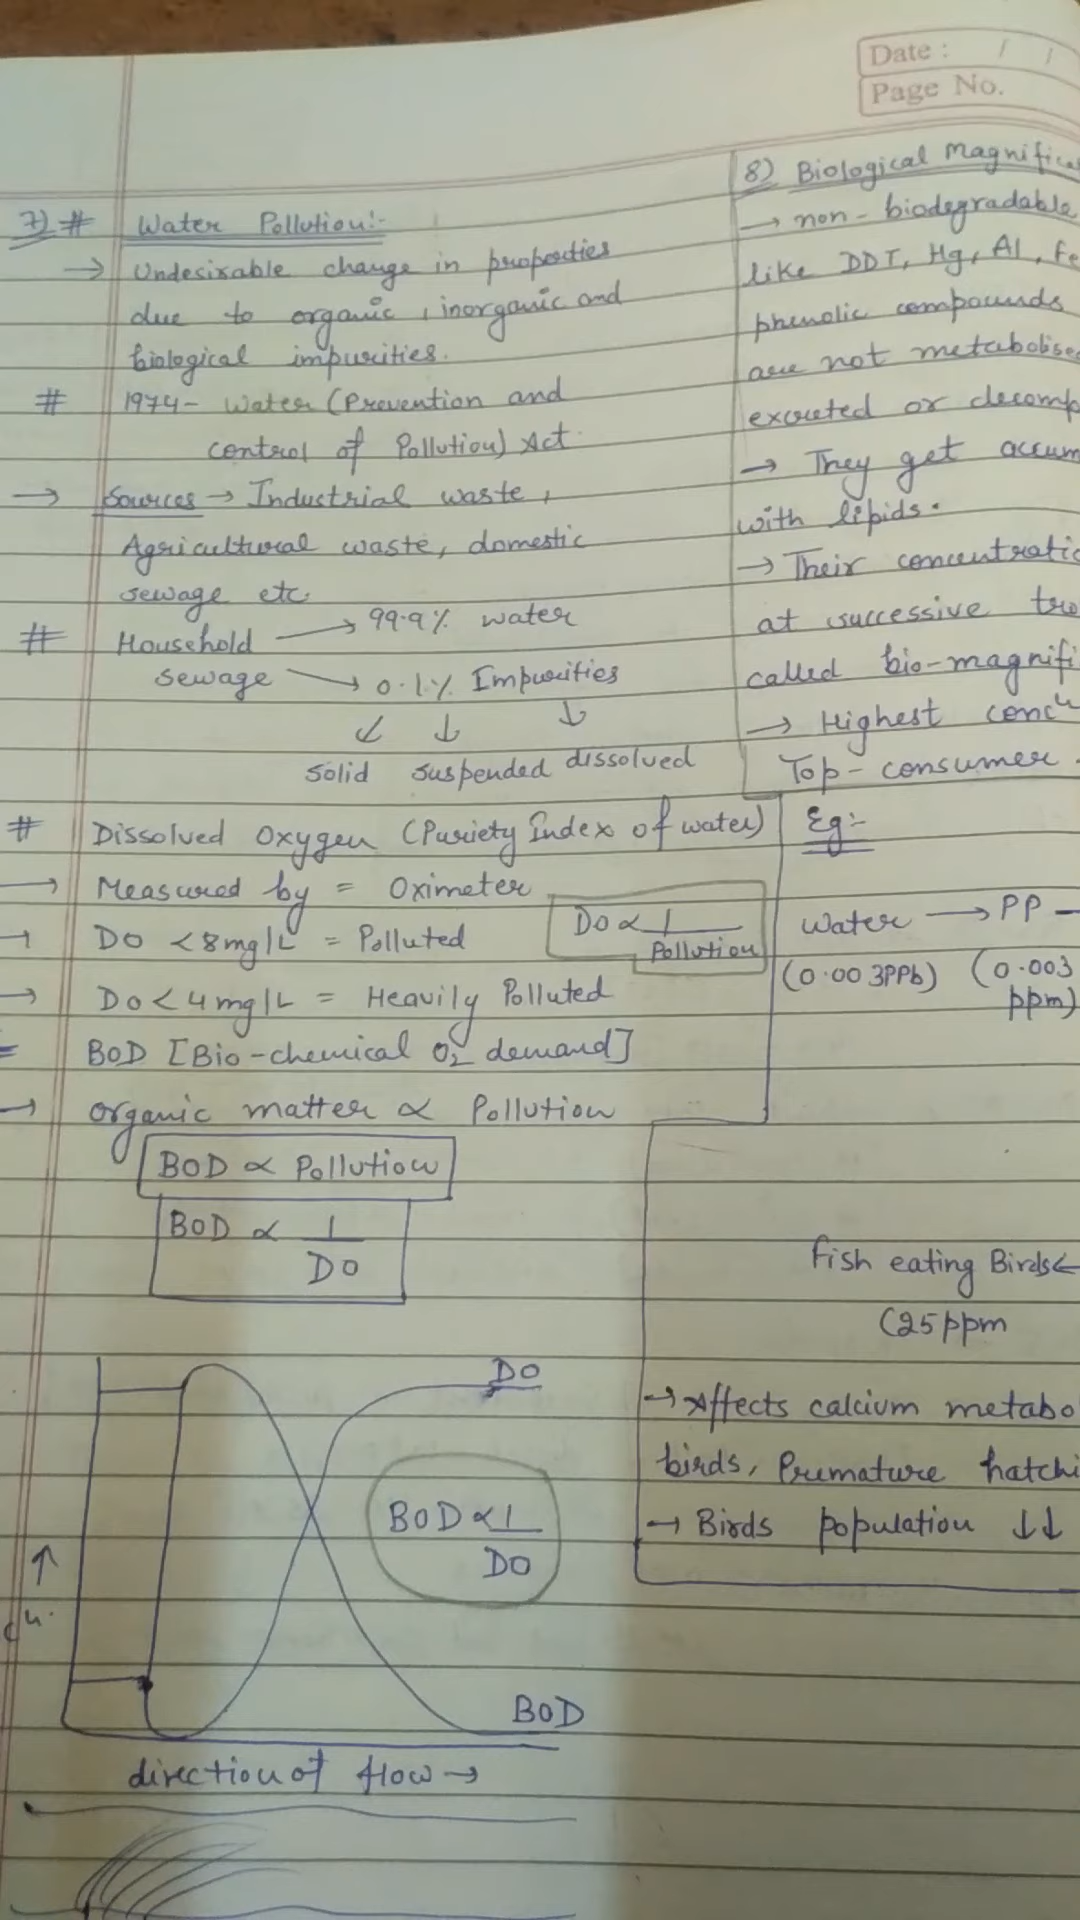 Date : / /
Page No.
7) # Water Pollution:-
→ Undesirable change in properties
due to organic, inorganic and
biological impurities.
# 1974- Water (Prevention and
control of Pollution) Act.
→ Sources → Industrial waste,
Agricultural waste, domestic
sewage etc.
# Household → 99.9% water
sewage → 0.1% Impurities
↙ ↓ ↓
Solid suspended dissolved
# Dissolved Oxygen (Puriety Index of water)
→ Measured by = Oximeter
→ DO < 8mg/L = Polluted
DO ∝ 1
Pollution
→ DO < 4mg/L = Heavily Polluted
= BOD [Bio-chemical O2 demand]
→ organic matter ∝ Pollution
BOD ∝ Pollution
BOD ∝ 1
DO
DO
BOD ∝ 1
DO
↑
BOD
direction of flow →
8) Biological Magnifica
→ non-biodegradable
like DDT, Hg, Al, Fe
phenolic compounds
are not metabolise
excreted or decomp
→ They get accum
with lipids.
→ Their concentratio
at successive tro
called bio-magnifi
→ Highest concn
Top-consumer
Eg:-
Water → PP -
(0.003PPb) (0.003
ppm)
Fish eating Birds ←
(25 ppm
→ Affects calcium metabo
birds, Premature hatchi
→ Birds population ↓↓